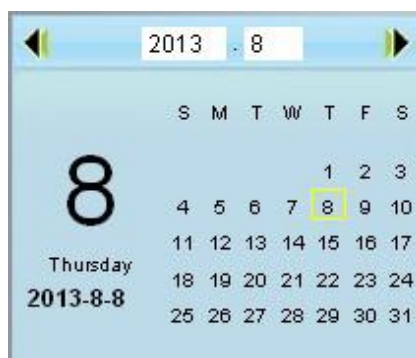 2013 . 8
S M T W T F S
1 2 3
4 5 6 7 8 9 10
11 12 13 14 15 16 17
18 19 20 21 22 23 24
25 26 27 28 29 30 31
8
Thursday
2013-8-8